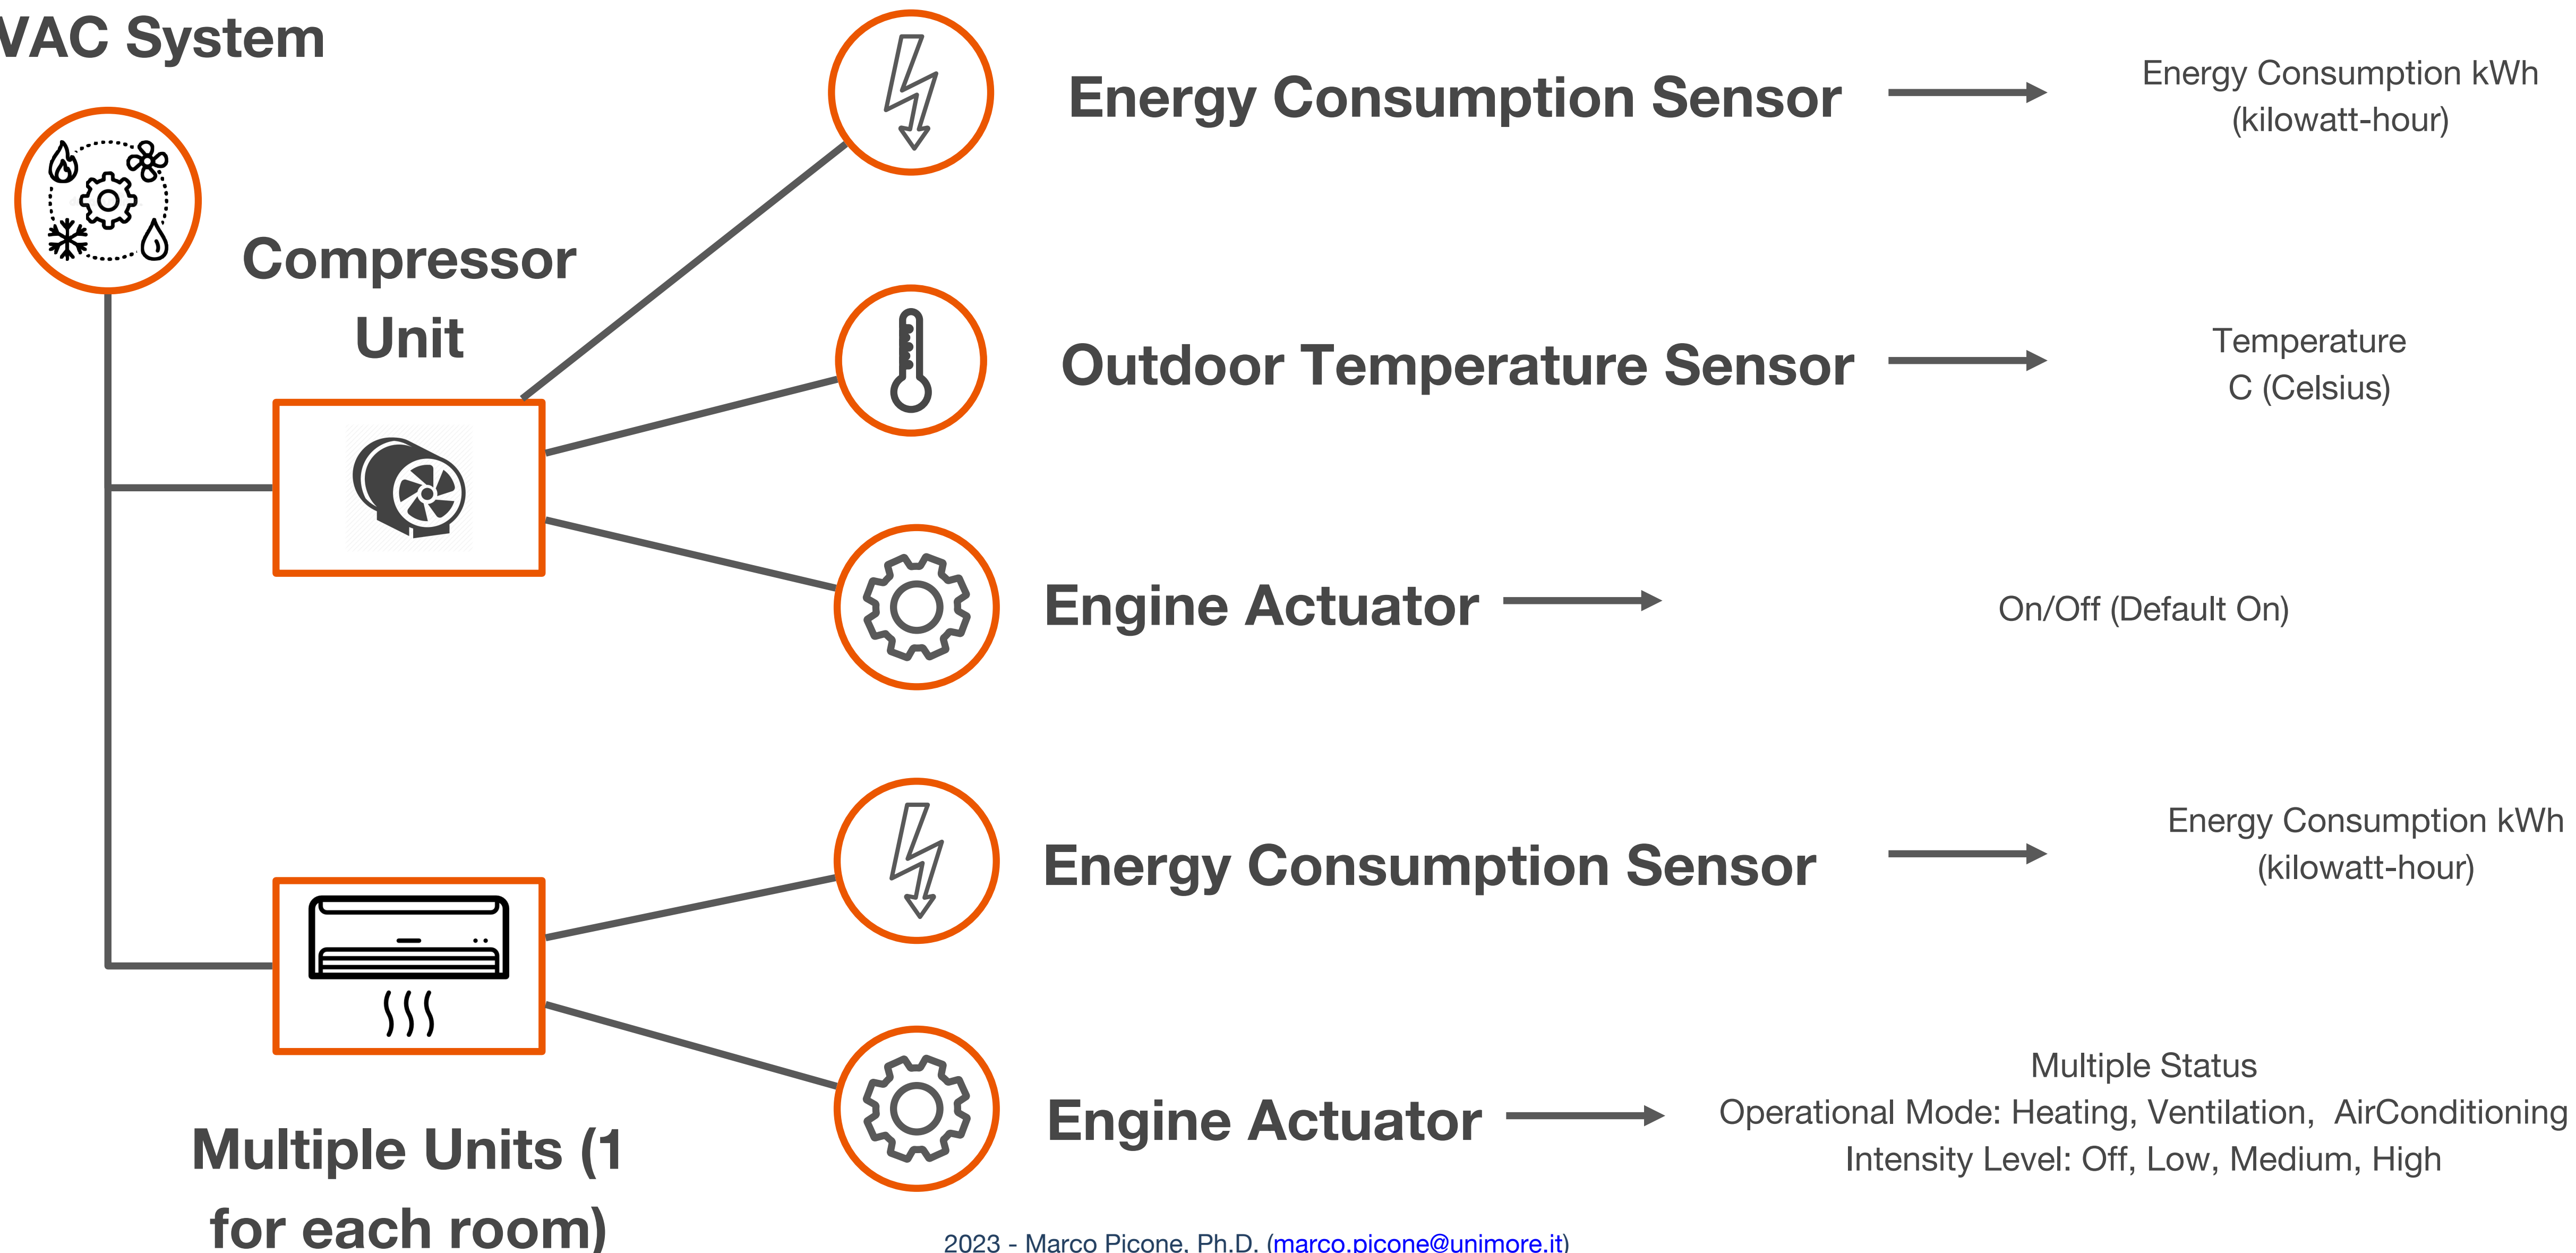 VAC System
Compressor
Unit
Energy Consumption Sensor
Energy Consumption kWh
(kilowatt-hour)
Outdoor Temperature Sensor
Temperature
C (Celsius)
Engine Actuator
On/Off (Default On)
Multiple Units (1
for each room)
Energy Consumption Sensor
Energy Consumption kWh
(kilowatt-hour)
Engine Actuator
Multiple Status
Operational Mode: Heating, Ventilation, AirConditioning
Intensity Level: Off, Low, Medium, High
2023 - Marco Picone, Ph.D. (marco.picone@unimore.it)